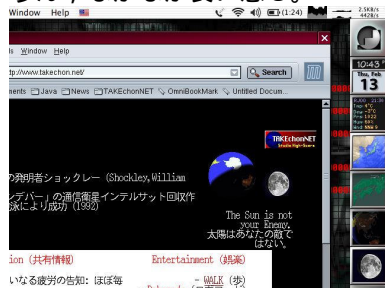 Window Help
(1:24)
2.5KB/s
442B/s
ls Window Help
tp://www.takechon.net/
Search
ments Java News TAKEchonNET OmniBookMark Untitled Docum...
10:43
Thu, Feb
13
TAKEchonNET
の発明者ショックレー (Shockley,William
ンデバー」の通信衛星インテルサット回収作
泳により成功 (1992)
The Sun is not
your Enemy.
太陽はあなたの敵で
はない。
ion (共有情報)
Entertainment (娯楽)
いなる疲労の告知: ほぼ毎
- WALK (歩)